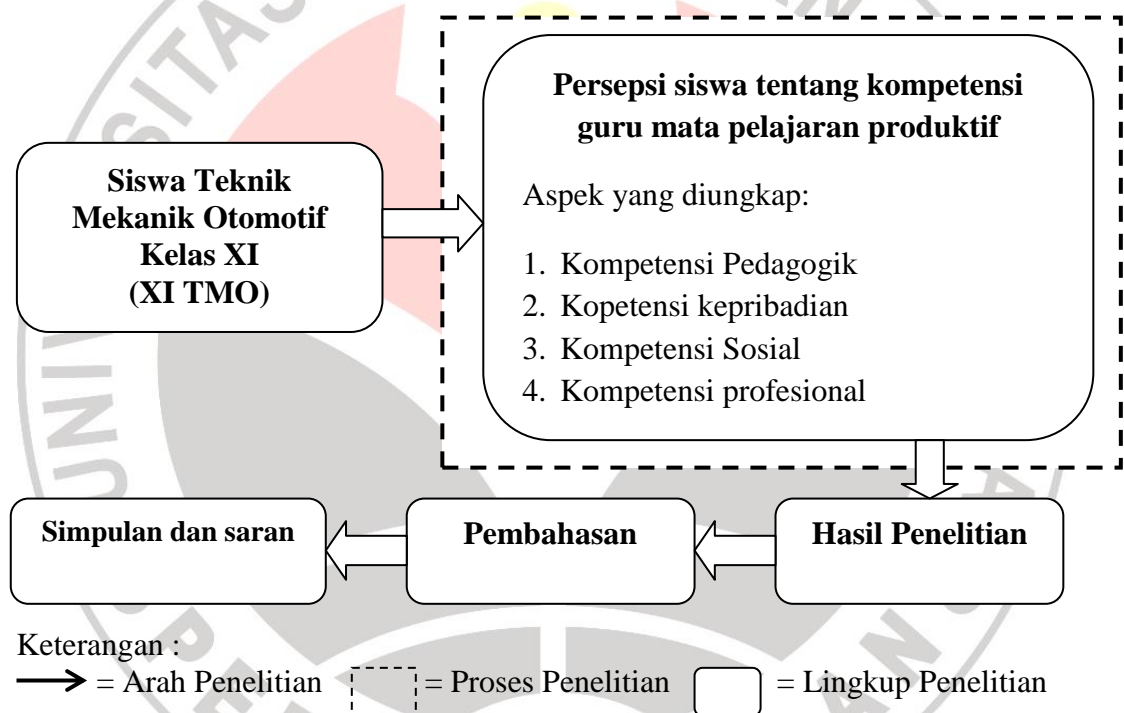 Persepsi siswa tentang kompetensi
guru mata pelajaran produktif
Siswa Teknik
Mekanik Otomotif
Kelas XI
(XI TMO)
Aspek yang diungkap:
1. Kompetensi Pedagogik
2. Kopetensi kepribadian
3. Kompetensi Sosial
4. Kompetensi profesional
Simpulan dan saran
Pembahasan
Hasil Penelitian
Keterangan :
= Arah Penelitian = Proses Penelitian = Lingkup Penelitian